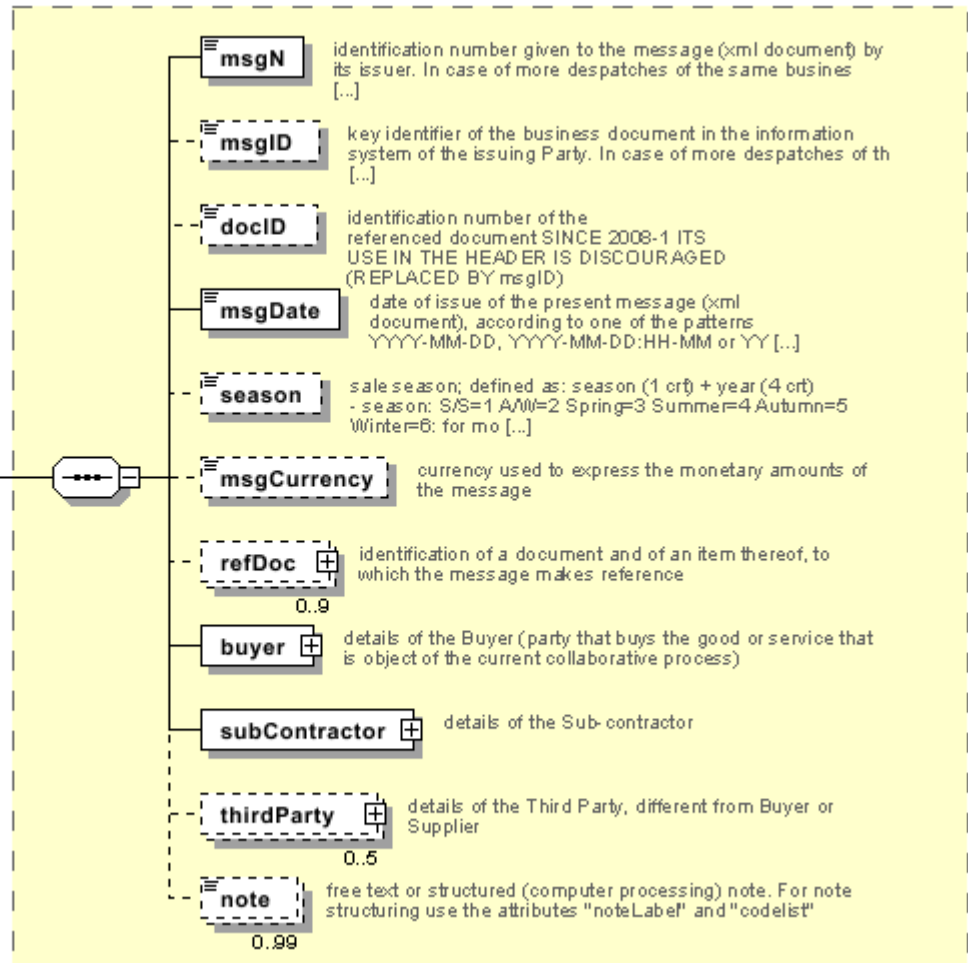 msgN
identification number given to the message (xml document) by
its issuer. In case of more despatches of the same busines
[...]
msgID
key identifier of the business document in the information
system of the issuing Party. In case of more despatches of th
[...]
docID
identification number of the
referenced document SINCE 2008-1 ITS
USE IN THE HEADER IS DISCOURAGED
(REPLACED BY msgID)
msgDate
date of issue of the present message (xml
document), according to one of the patterns
YYYY-MM-DD, YYYY-MM-DD:HH-MM or YY [...]
season
sale season; defined as: season (1 crt) + year (4 crt)
- season: S/S=1 A/W=2 Spring=3 Summer=4 Autumn=5
Winter=6: for mo [...]
msgCurrency
currency used to express the monetary amounts of
the message
refDoc
0..9
identification of a document and of an item thereof, to
which the message makes reference
buyer
details of the Buyer (party that buys the good or service that
is object of the current collaborative process)
subContractor
details of the Sub-contractor
thirdParty
0..5
details of the Third Party, different from Buyer or
Supplier
note
0..99
free text or structured (computer processing) note. For note
structuring use the attributes "noteLabel" and "codelist"